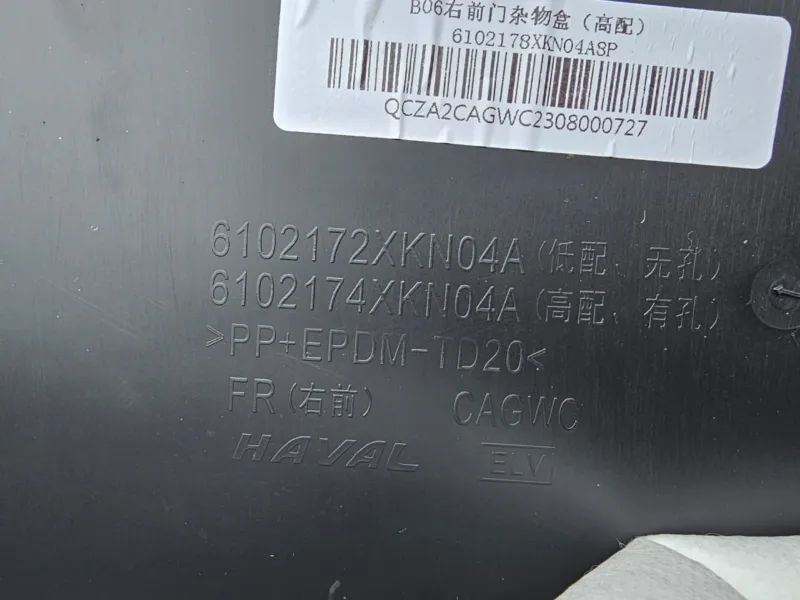 B06右前门杂物盒（高配）
6102178XKN04A8P
QCZA2CAGWC2308000727
6102172XKN04A(低配、无孔)
6102174XKN04A(高配、有孔)
>PP+EPDM-TD20<
FR(右前) CAGWC
HAVAL ELV